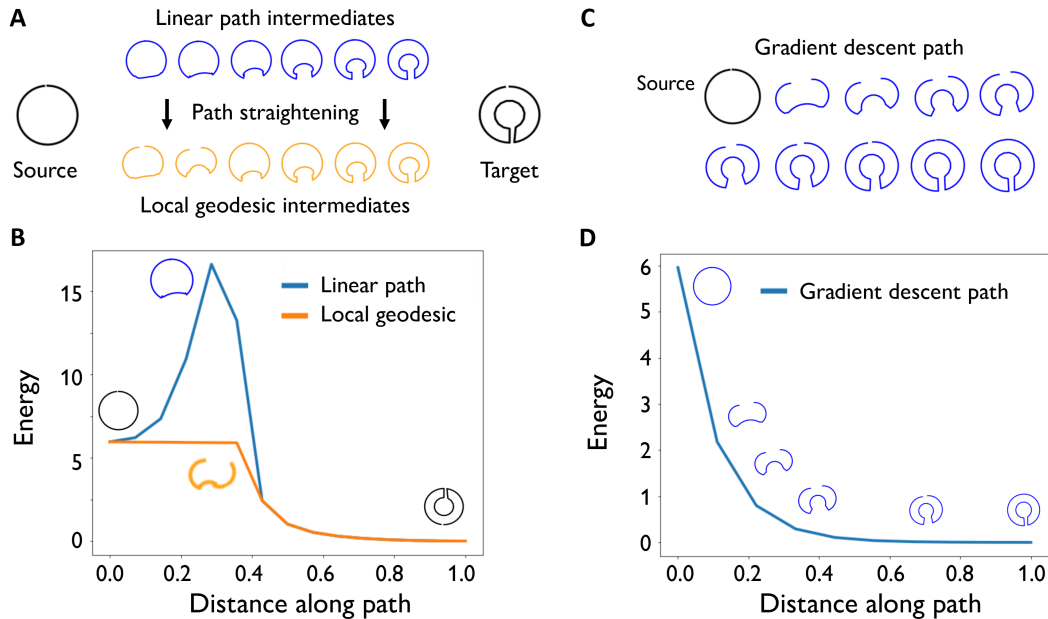 A
Linear path intermediates
Path straightening
Source
Target
Local geodesic intermediates
B
Linear path
Local geodesic
15
10
5
0
Energy
0.0 0.2 0.4 0.6 0.8 1.0
Distance along path
C
Gradient descent path
Source
D
Gradient descent path
6
5
4
3
2
1
0
Energy
0.0 0.2 0.4 0.6 0.8 1.0
Distance along path